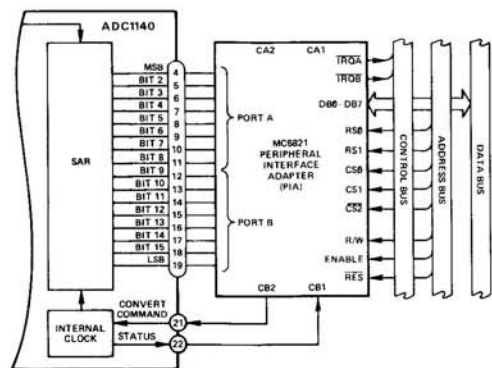 ADC1140
SAR
MSB
BIT 2
BIT 3
BIT 4
BIT 5
BIT 6
BIT 7
BIT 8
BIT 9
BIT 10
BIT 11
BIT 12
BIT 13
BIT 14
BIT 15
LSB
4
5
6
7
8
9
10
11
12
13
14
15
16
17
18
19
PORT A
PORT B
CA2 CA1
MC6821
PERIPHERAL
INTERFACE
ADAPTER
(PIA)
IRQA
IRQB
DB0-DB7
RS0
RS1
CS0
CS1
CS2
R/W
ENABLE
RES
CB2 CB1
CONTROL BUS
ADDRESS BUS
DATA BUS
INTERNAL
CLOCK
CONVERT
COMMAND
21
STATUS
22